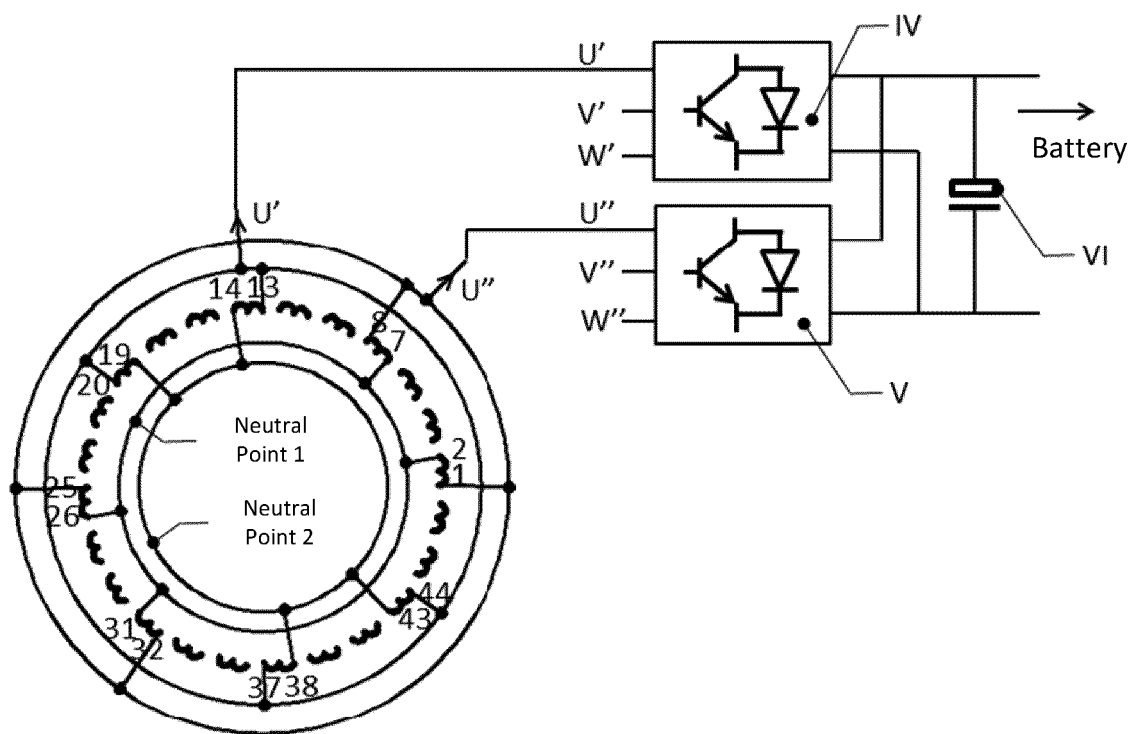 U′
IV
V′
W′
Battery
U′
U″
VI
V″
U″
W″
V
14 13
8
7
19
20
2
1
Neutral
Point 1
25
26
Neutral
Point 2
44
43
31
32
37 38